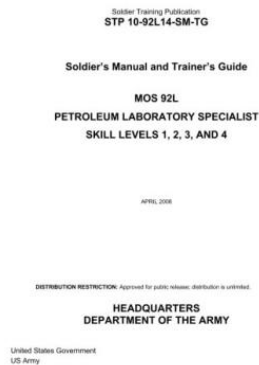 Soldier Training Publication
STP 10-92L14-SM-TG
Soldier's Manual and Trainer's Guide
MOS 92L
PETROLEUM LABORATORY SPECIALIST
SKILL LEVELS 1, 2, 3, AND 4
APRIL 2008
DISTRIBUTION RESTRICTION: Approved for public release; distribution is unlimited.
HEADQUARTERS
DEPARTMENT OF THE ARMY
United States Government
US Army